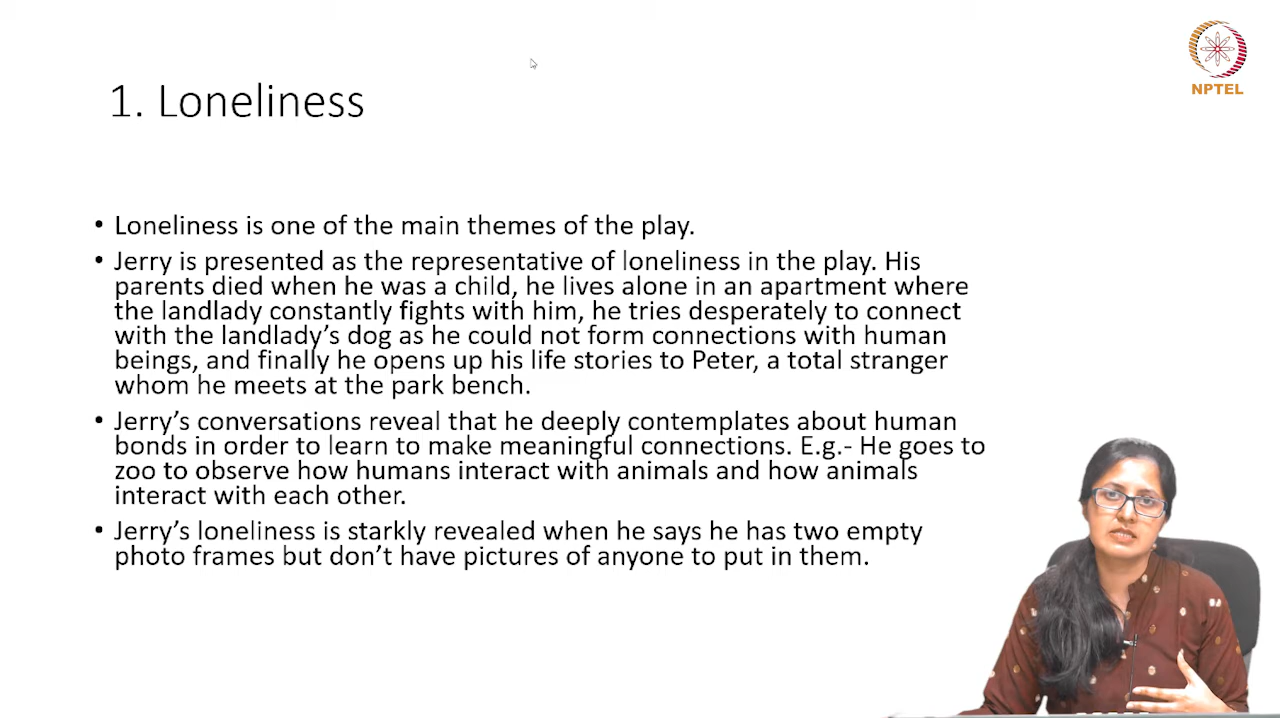 NPTEL
1. Loneliness
• Loneliness is one of the main themes of the play.
• Jerry is presented as the representative of loneliness in the play. His
parents died when he was a child, he lives alone in an apartment where
the landlady constantly fights with him, he tries desperately to connect
with the landlady’s dog as he could not form connections with human
beings, and finally he opens up his life stories to Peter, a total stranger
whom he meets at the park bench.
• Jerry’s conversations reveal that he deeply contemplates about human
bonds in order to learn to make meaningful connections. E.g.- He goes to
zoo to observe how humans interact with animals and how animals
interact with each other.
• Jerry’s loneliness is starkly revealed when he says he has two empty
photo frames but don’t have pictures of anyone to put in them.